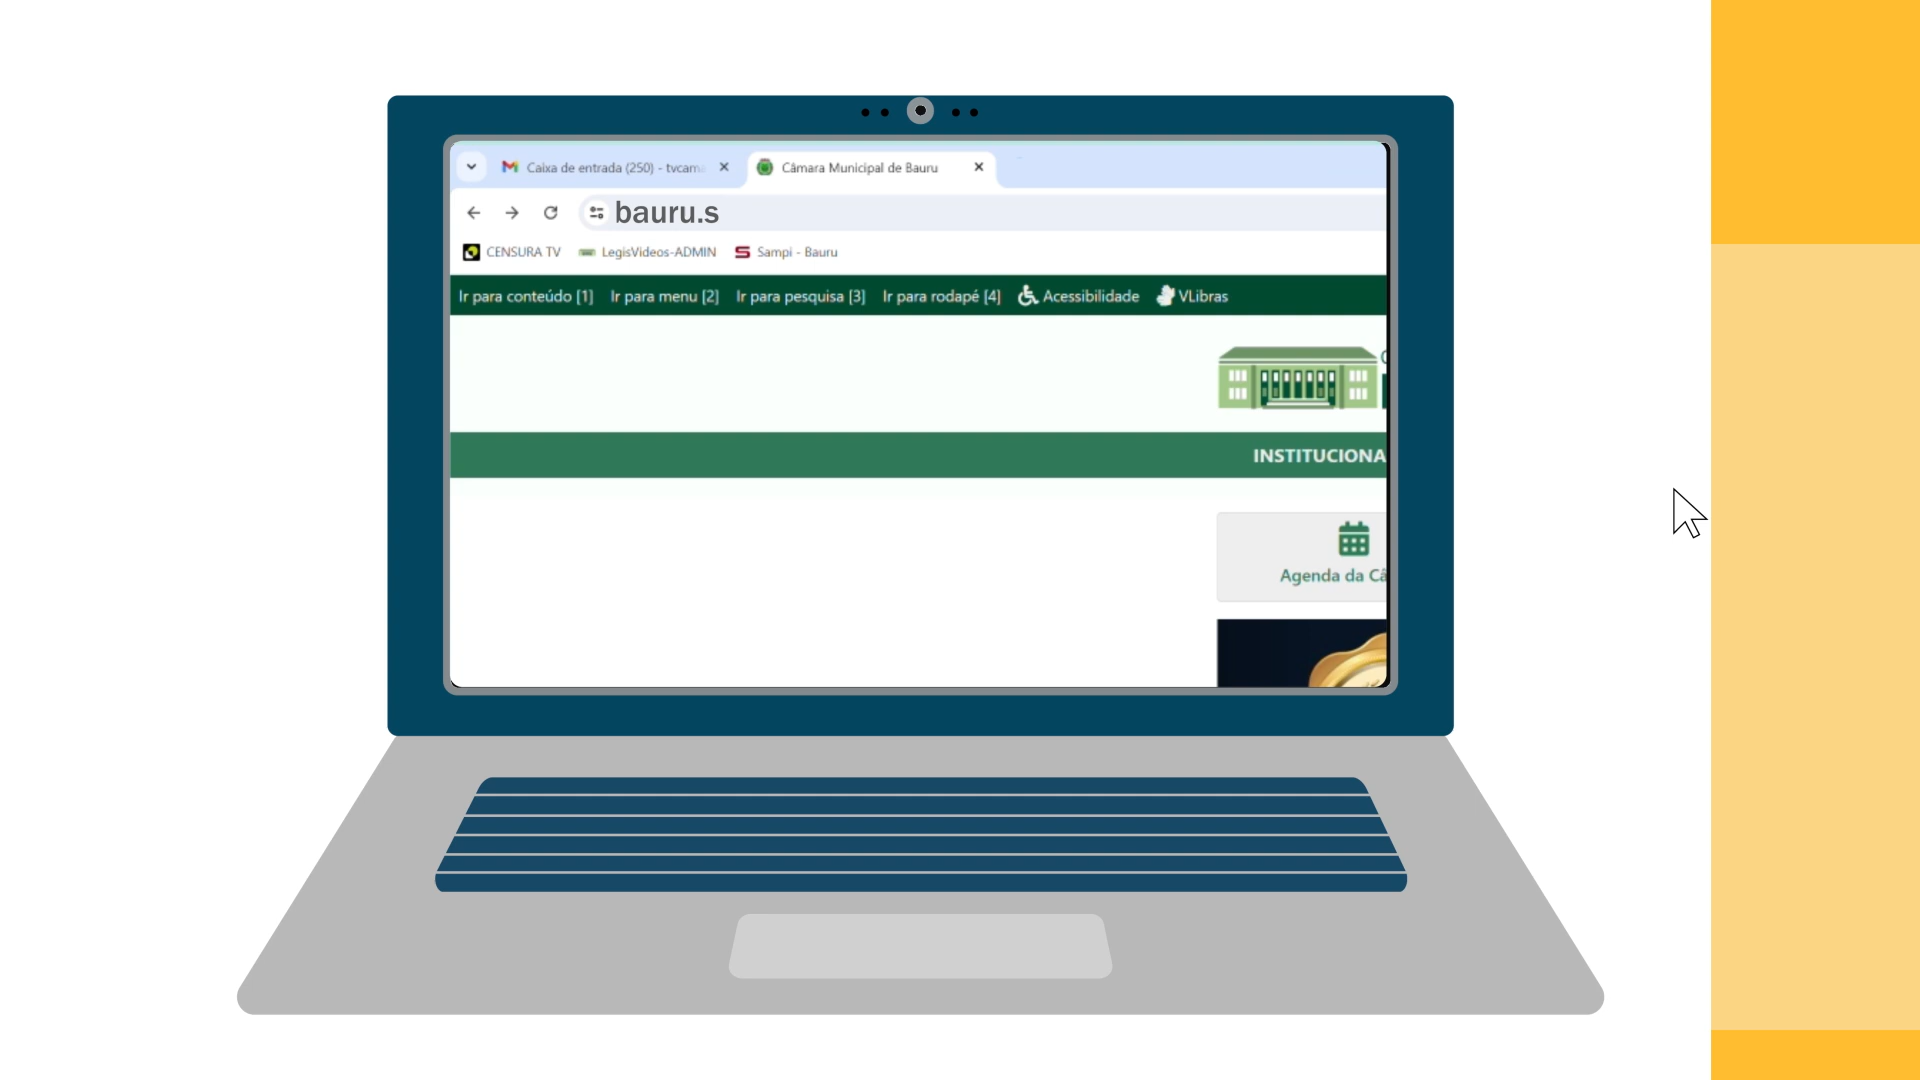 Caixa de entrada (250) - tvcam
Câmara Municipal de Bauru
bauru.s
CENSURA TV LegisVideos-ADMIN Sampi - Bauru
Ir para conteúdo [1] Ir para menu [2] Ir para pesquisa [3] Ir para rodapé [4] Acessibilidade VLibras
INSTITUCIONA
Agenda da Câ